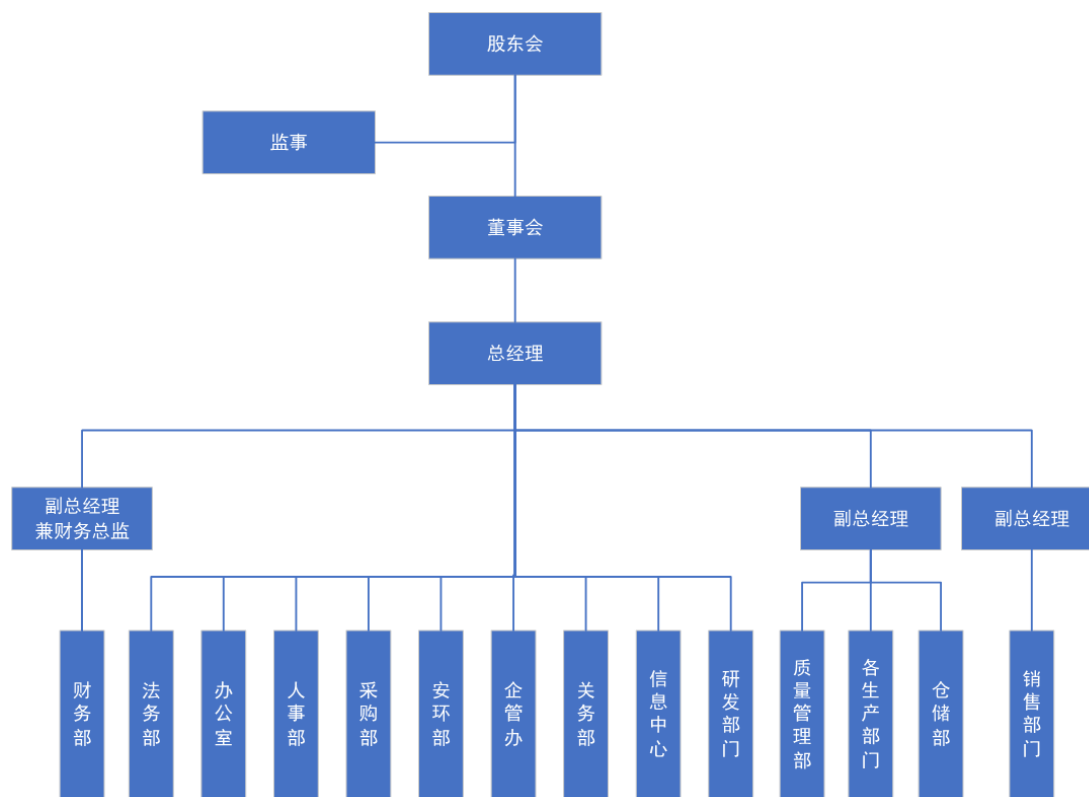 股东会
监事
董事会
总经理
副总经理
兼财务总监
副总经理
副总经理
财务部
法务部
办公室
人事部
采购部
安环部
企管办
关务部
信息中心
研发部门
质量管理部
各生产部门
仓储部
销售部门